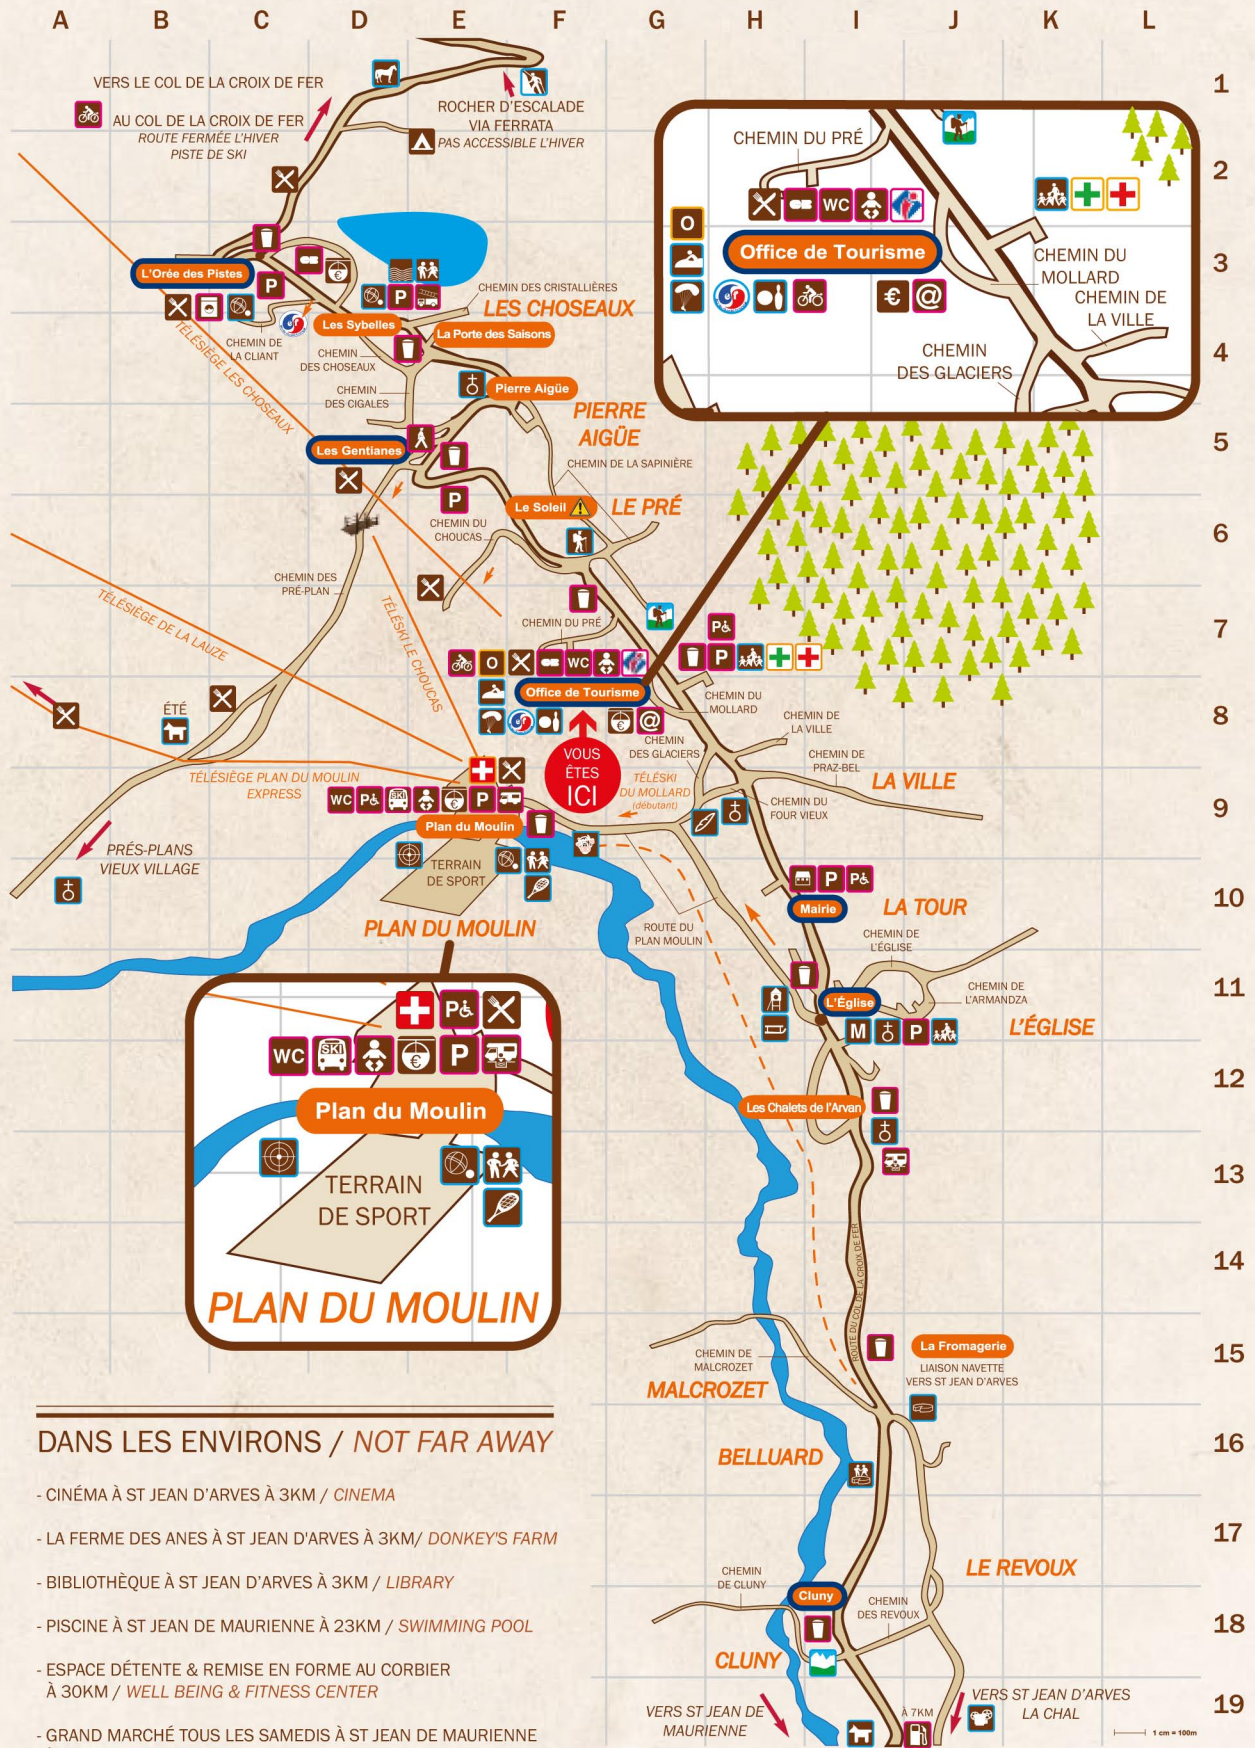 A B C D E F G H I J K L
1
VERS LE COL DE LA CROIX DE FER
AU COL DE LA CROIX DE FER
ROUTE FERMÉE L'HIVER
PISTE DE SKI
ROCHER D'ESCALADE
VIA FERRATA
PAS ACCESSIBLE L'HIVER
2
CHEMIN DU PRÉ
WC
O
Office de Tourisme
€ @
CHEMIN DU
MOLLARD
CHEMIN DE
LA VILLE
CHEMIN
DES GLACIERS
3
L'Orée des Pistes
P
€
P
CHEMIN DES CRISTALLIÈRES
LES CHOSEAUX
Les Sybelles
La Porte des Saisons
CHEMIN DE
LA CLIANT
CHEMIN
DES CHOSEAUX
4
TÉLÉSIÈGE LES CHOSEAUX
CHEMIN
DES CIGALES
Pierre Aigüe
PIERRE
AIGÜE
5
Les Gentianes
P
CHEMIN DE LA SAPINIÈRE
Le Soleil
LE PRÉ
CHEMIN DU
CHOUCAS
6
CHEMIN DES
PRÉ-PLAN
TÉLÉSIÈGE DE LA LAUZE
TÉLÉSKI LE CHOUCAS
CHEMIN DU PRÉ
7
P
P
O
WC
Office de Tourisme
€ @
CHEMIN DU
MOLLARD
8
ÉTÉ
VOUS
ÊTES
ICI
CHEMIN
DES GLACIERS
CHEMIN DE
LA VILLE
CHEMIN DE
PRAZ-BEL
LA VILLE
TÉLÉSIÈGE PLAN DU MOULIN
EXPRESS
TÉLÉSKI
DU MOLLARD
(débutant)
CHEMIN DU
FOUR VIEUX
9
WC P SKI € P
Plan du Moulin
PRÉS-PLANS
VIEUX VILLAGE
TERRAIN
DE SPORT
PLAN DU MOULIN
10
P P
Mairie
LA TOUR
ROUTE DU
PLAN MOULIN
CHEMIN DE
L'ÉGLISE
11
L'Église
CHEMIN DE
L'ARMANDZA
M P
L'ÉGLISE
P
WC SKI € P
Plan du Moulin
TERRAIN
DE SPORT
PLAN DU MOULIN
12
Les Chalets de l'Arvan
13
14
ROUTE DU COL DE LA CROIX DE FER
15
La Fromagerie
LIAISON NAVETTE
VERS ST JEAN D'ARVES
CHEMIN DE
MALCROZET
MALCROZET
16
BELLUARD
17
LE REVOUX
CHEMIN
DE CLUNY
Cluny
CHEMIN
DES REVOUX
18
CLUNY
19
VERS ST JEAN DE
MAURIENNE
À 7KM
VERS ST JEAN D'ARVES
LA CHAL
1 cm = 100m
DANS LES ENVIRONS / NOT FAR AWAY
- CINÉMA À ST JEAN D'ARVES À 3KM / CINEMA
- LA FERME DES ANES À ST JEAN D'ARVES À 3KM/ DONKEY'S FARM
- BIBLIOTHÈQUE À ST JEAN D'ARVES À 3KM / LIBRARY
- PISCINE À ST JEAN DE MAURIENNE À 23KM / SWIMMING POOL
- ESPACE DÉTENTE & REMISE EN FORME AU CORBIER
À 30KM / WELL BEING & FITNESS CENTER
- GRAND MARCHÉ TOUS LES SAMEDIS À ST JEAN DE MAURIENNE